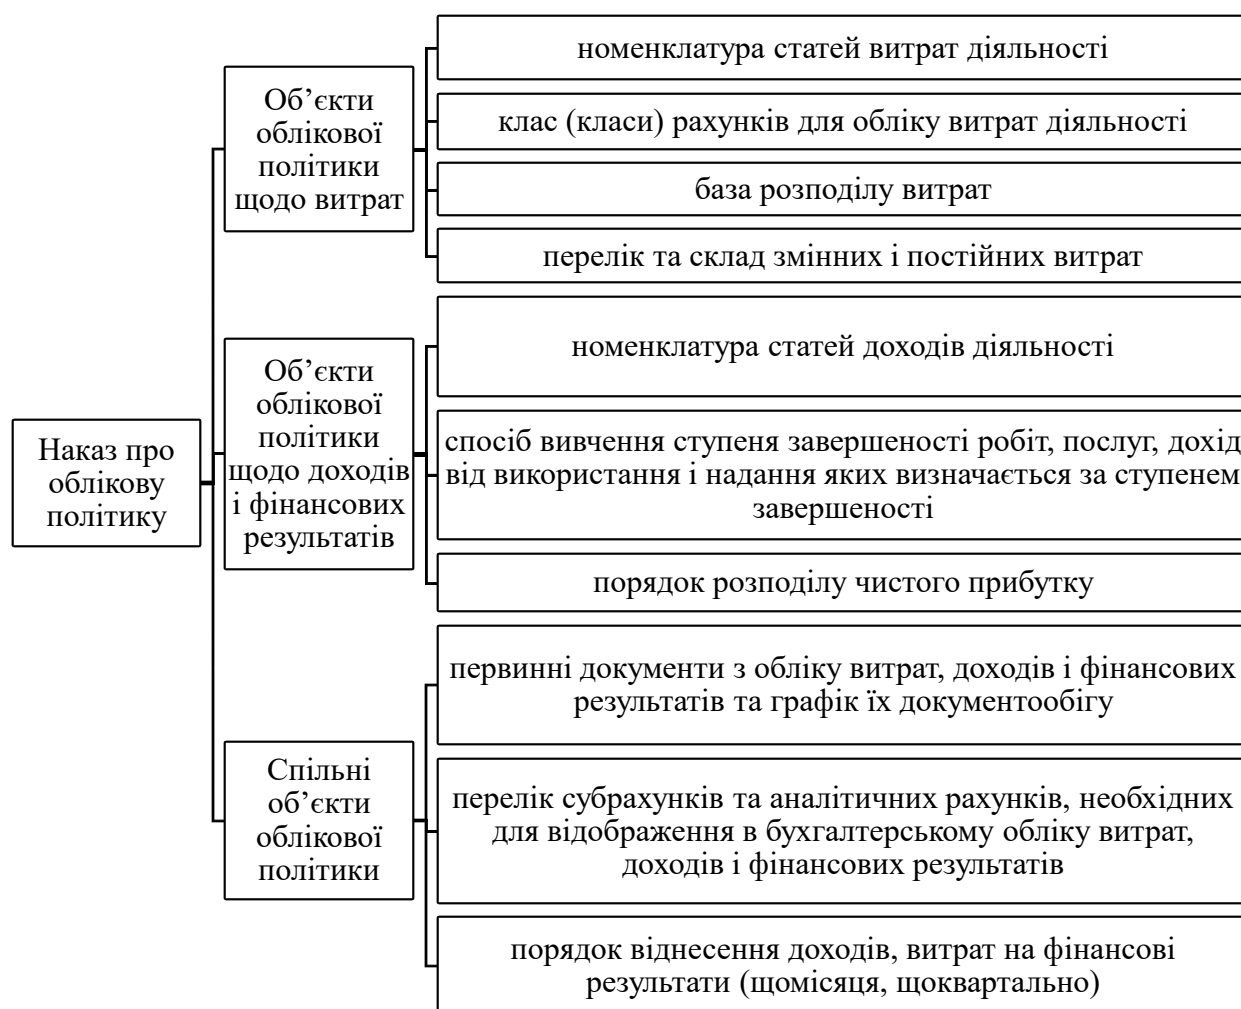 Наказ про
облікову
політику
Об’єкти
облікової
політики
щодо витрат
номенклатура статей витрат діяльності
клас (класи) рахунків для обліку витрат діяльності
база розподілу витрат
перелік та склад змінних і постійних витрат
Об’єкти
облікової
політики
щодо доходів
і фінансових
результатів
номенклатура статей доходів діяльності
спосіб вивчення ступеня завершеності робіт, послуг, дохід
від використання і надання яких визначається за ступенем
завершеності
порядок розподілу чистого прибутку
Спільні
об’єкти
облікової
політики
первинні документи з обліку витрат, доходів і фінансових
результатів та графік їх документообігу
перелік субрахунків та аналітичних рахунків, необхідних
для відображення в бухгалтерському обліку витрат,
доходів і фінансових результатів
порядок віднесення доходів, витрат на фінансові
результати (щомісяця, щоквартально)